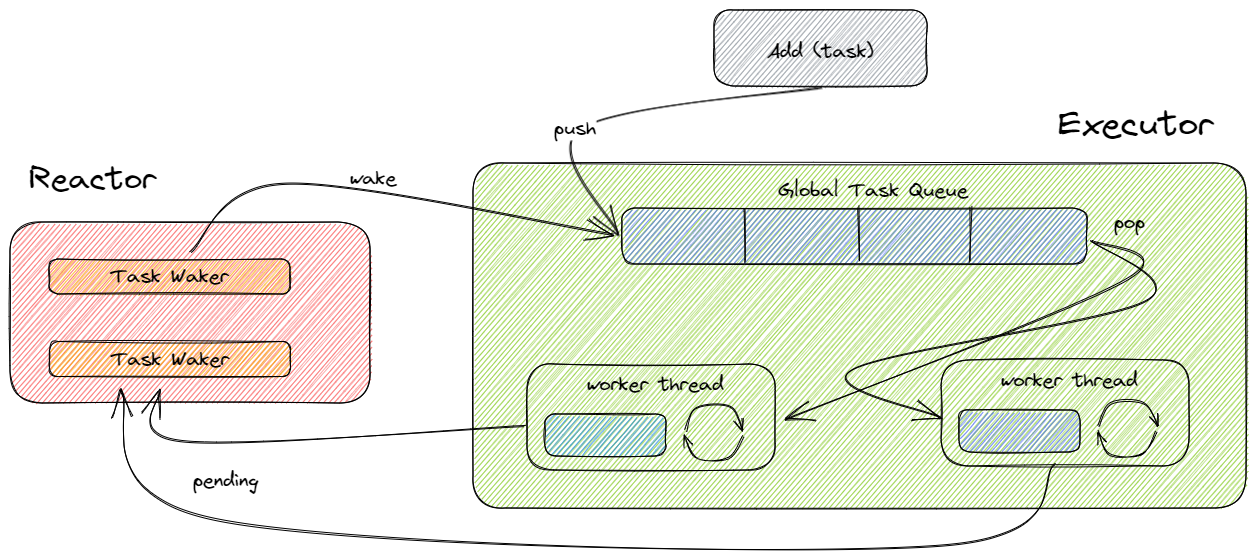 Add (task)
push
Executor
Reactor
wake
Global Task Queue
pop
Task Waker
Task Waker
worker thread
worker thread
pending